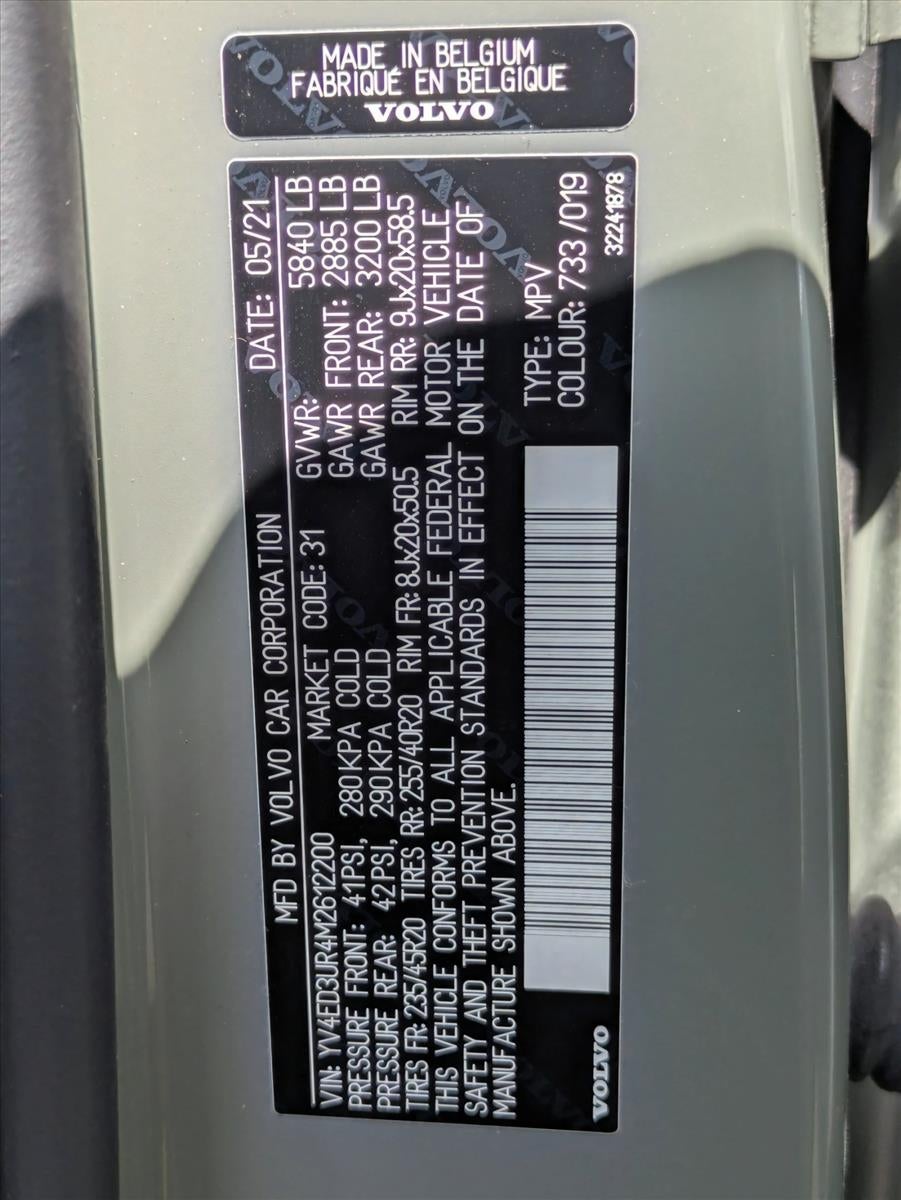 MADE IN BELGIUM
FABRIQUÉ EN BELGIQUE
VOLVO
MFD BY VOLVO CAR CORPORATION DATE: 05/21
VIN: YV4ED3UR4M2612200 MARKET CODE: 31 GVWR: 5840 LB
PRESSURE FRONT: 41PSI, 280KPA COLD GAWR FRONT: 2885 LB
PRESSURE REAR: 42PSI, 290KPA COLD GAWR REAR: 3200 LB
TIRES FR: 235/45R20 TIRES RR: 255/40R20 RIM FR: 8Jx20x50.5 RIM RR: 9Jx20x58.5
THIS VEHICLE CONFORMS TO ALL APPLICABLE FEDERAL MOTOR VEHICLE
SAFETY AND THEFT PREVENTION STANDARDS IN EFFECT ON THE DATE OF
MANUFACTURE SHOWN ABOVE.
TYPE: MPV
COLOUR: 733 /019
VOLVO
32241878